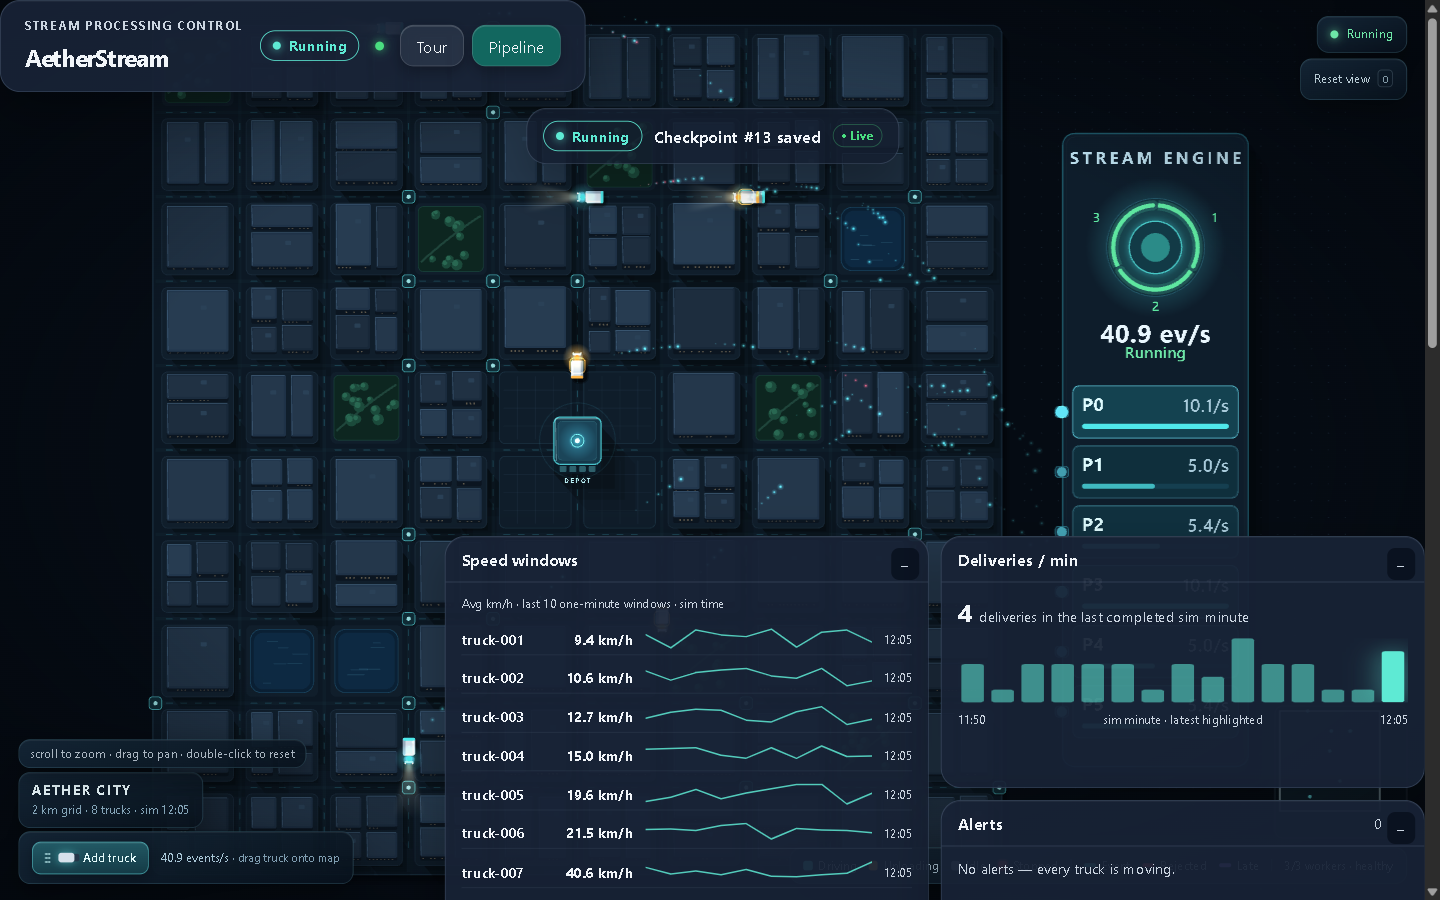 STREAM PROCESSING CONTROL
AetherStream
Running
Tour
Pipeline
Running
Reset view 0
Running Checkpoint #13 saved • Live
STREAM ENGINE
3
1
2
40.9 ev/s
Running
P0 10.1/s
P1 5.0/s
P2 5.4/s
P3 10.1/s
P4 5.0/s
DEPOT
Speed windows
Avg km/h · last 10 one-minute windows · sim time
truck-001 9.4 km/h 12:05
truck-002 10.6 km/h 12:05
truck-003 12.7 km/h 12:05
truck-004 15.0 km/h 12:05
truck-005 19.6 km/h 12:05
truck-006 21.5 km/h 12:05
truck-007 40.6 km/h 12:05
Deliveries / min
4 deliveries in the last completed sim minute
11:50 sim minute · latest highlighted 12:05
Alerts 0
No alerts — every truck is moving.
scroll to zoom · drag to pan · double-click to reset
AETHER CITY
2 km grid · 8 trucks · sim 12:05
Add truck 40.9 events/s · drag truck onto map